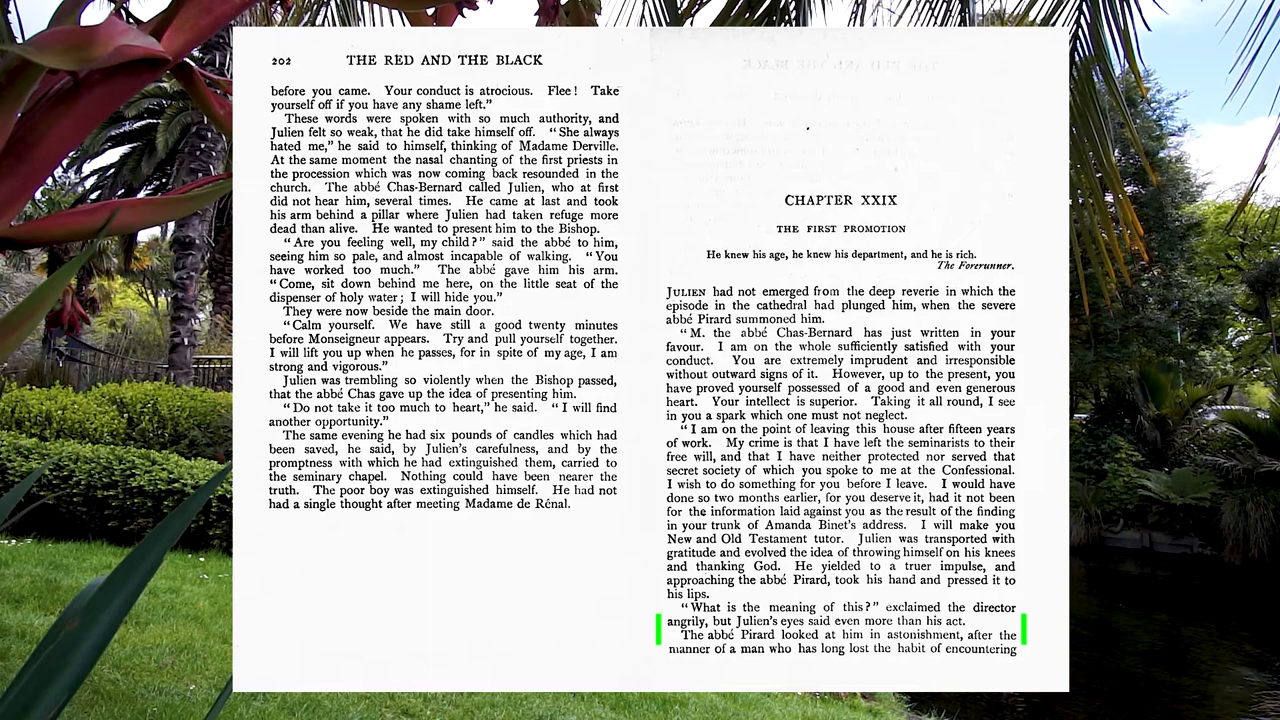 202
THE RED AND THE BLACK
before you came. Your conduct is atrocious. Flee! Take
yourself off if you have any shame left.”
These words were spoken with so much authority, and
Julien felt so weak, that he did take himself off. “She always
hated me,” he said to himself, thinking of Madame Derville.
At the same moment the nasal chanting of the first priests in
the procession which was now coming back resounded in the
church. The abbé Chas-Bernard called Julien, who at first
did not hear him, several times. He came at last and took
his arm behind a pillar where Julien had taken refuge more
dead than alive. He wanted to present him to the Bishop.
“Are you feeling well, my child?” said the abbé to him,
seeing him so pale, and almost incapable of walking. “You
have worked too much.” The abbé gave him his arm.
“Come, sit down behind me here, on the little seat of the
dispenser of holy water; I will hide you.”
They were now beside the main door.
“Calm yourself. We have still a good twenty minutes
before Monseigneur appears. Try and pull yourself together.
I will lift you up when he passes, for in spite of my age, I am
strong and vigorous.”
Julien was trembling so violently when the Bishop passed,
that the abbé Chas gave up the idea of presenting him.
“Do not take it too much to heart,” he said. “I will find
another opportunity.”
The same evening he had six pounds of candles which had
been saved, he said, by Julien’s carefulness, and by the
promptness with which he had extinguished them, carried to
the seminary chapel. Nothing could have been nearer the
truth. The poor boy was extinguished himself. He had not
had a single thought after meeting Madame de Rênal.
CHAPTER XXIX
THE FIRST PROMOTION
He knew his age, he knew his department, and he is rich.
The Forerunner.
JULIEN had not emerged from the deep reverie in which the
episode in the cathedral had plunged him, when the severe
abbé Pirard summoned him.
“M. the abbé Chas-Bernard has just written in your
favour. I am on the whole sufficiently satisfied with your
conduct. You are extremely imprudent and irresponsible
without outward signs of it. However, up to the present, you
have proved yourself possessed of a good and even generous
heart. Your intellect is superior. Taking it all round, I see
in you a spark which one must not neglect.
“I am on the point of leaving this house after fifteen years
of work. My crime is that I have left the seminarists to their
free will, and that I have neither protected nor served that
secret society of which you spoke to me at the Confessional.
I wish to do something for you before I leave. I would have
done so two months earlier, for you deserve it, had it not been
for the information laid against you as the result of the finding
in your trunk of Amanda Binet’s address. I will make you
New and Old Testament tutor. Julien was transported with
gratitude and evolved the idea of throwing himself on his knees
and thanking God. He yielded to a truer impulse, and
approaching the abbé Pirard, took his hand and pressed it to
his lips.
“What is the meaning of this?” exclaimed the director
angrily, but Julien’s eyes said even more than his act.
The abbé Pirard looked at him in astonishment, after the
manner of a man who has long lost the habit of encountering